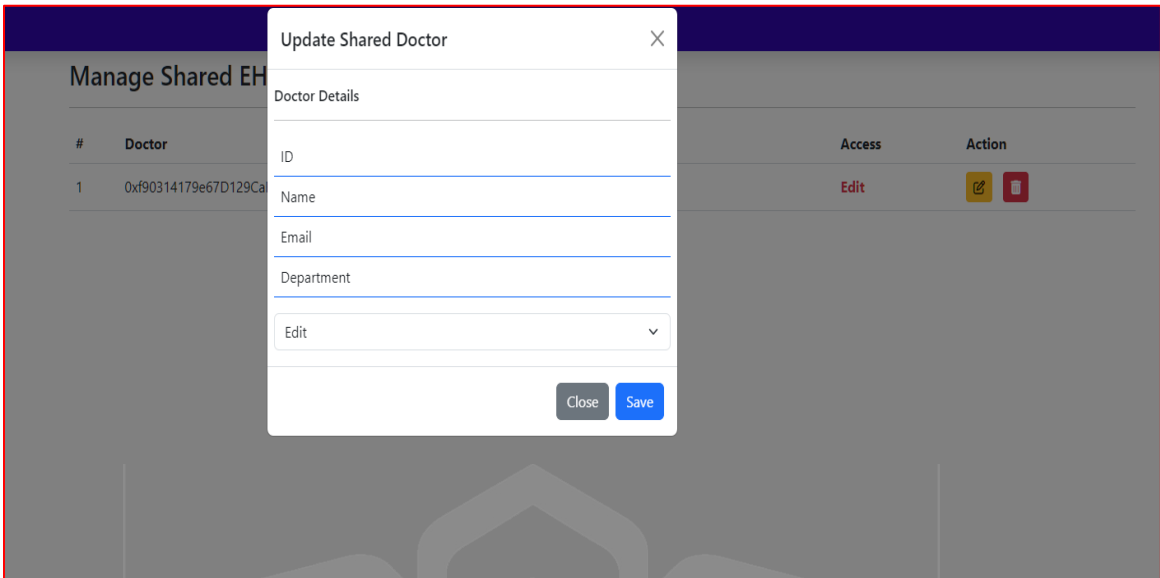 Update Shared Doctor
Manage Shared EH
Doctor Details
# Doctor Access Action
ID
1 0xf90314179e67D129Ca Edit
Name
Email
Department
Edit
Close Save